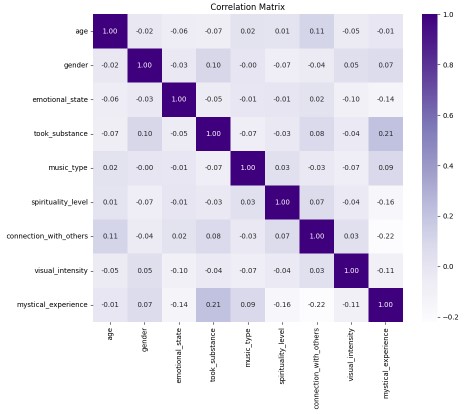 Correlation Matrix
age 1.00 -0.02 -0.06 -0.07 0.02 0.01 0.11 -0.05 -0.01
gender -0.02 1.00 -0.03 0.10 -0.00 -0.07 -0.04 0.05 0.07
emotional_state -0.06 -0.03 1.00 -0.05 -0.01 -0.01 0.02 -0.10 -0.14
took_substance -0.07 0.10 -0.05 1.00 -0.07 -0.03 0.08 -0.04 0.21
music_type 0.02 -0.00 -0.01 -0.07 1.00 0.03 -0.03 -0.07 0.09
spirituality_level 0.01 -0.07 -0.01 -0.03 0.03 1.00 0.07 -0.04 -0.16
connection_with_others 0.11 -0.04 0.02 0.08 -0.03 0.07 1.00 0.03 -0.22
visual_intensity -0.05 0.05 -0.10 -0.04 -0.07 -0.04 0.03 1.00 -0.11
mystical_experience -0.01 0.07 -0.14 0.21 0.09 -0.16 -0.22 -0.11 1.00
age
gender
emotional_state
took_substance
music_type
spirituality_level
connection_with_others
visual_intensity
mystical_experience
1.0
0.8
0.6
0.4
0.2
0.0
−0.2